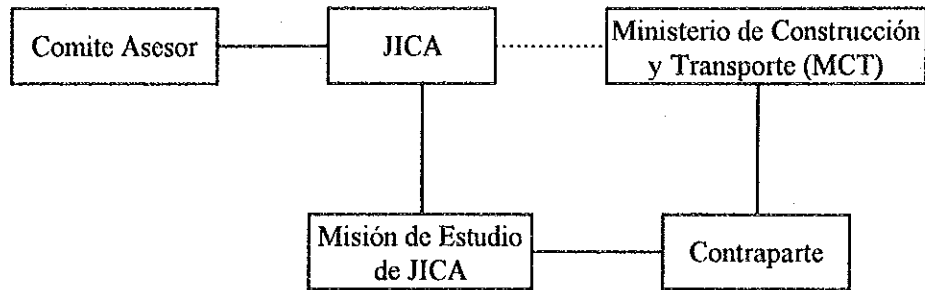 Comite Asesor
JICA
Ministerio de Construcción
y Transporte (MCT)
Misión de Estudio
de JICA
Contraparte